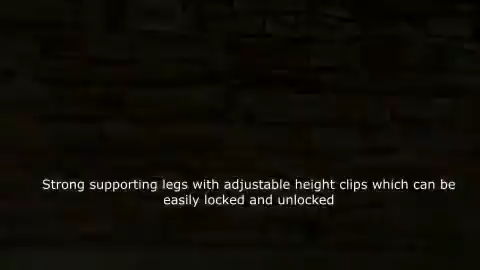 Strong supporting legs with adjustable height clips which can be
easily locked and unlocked